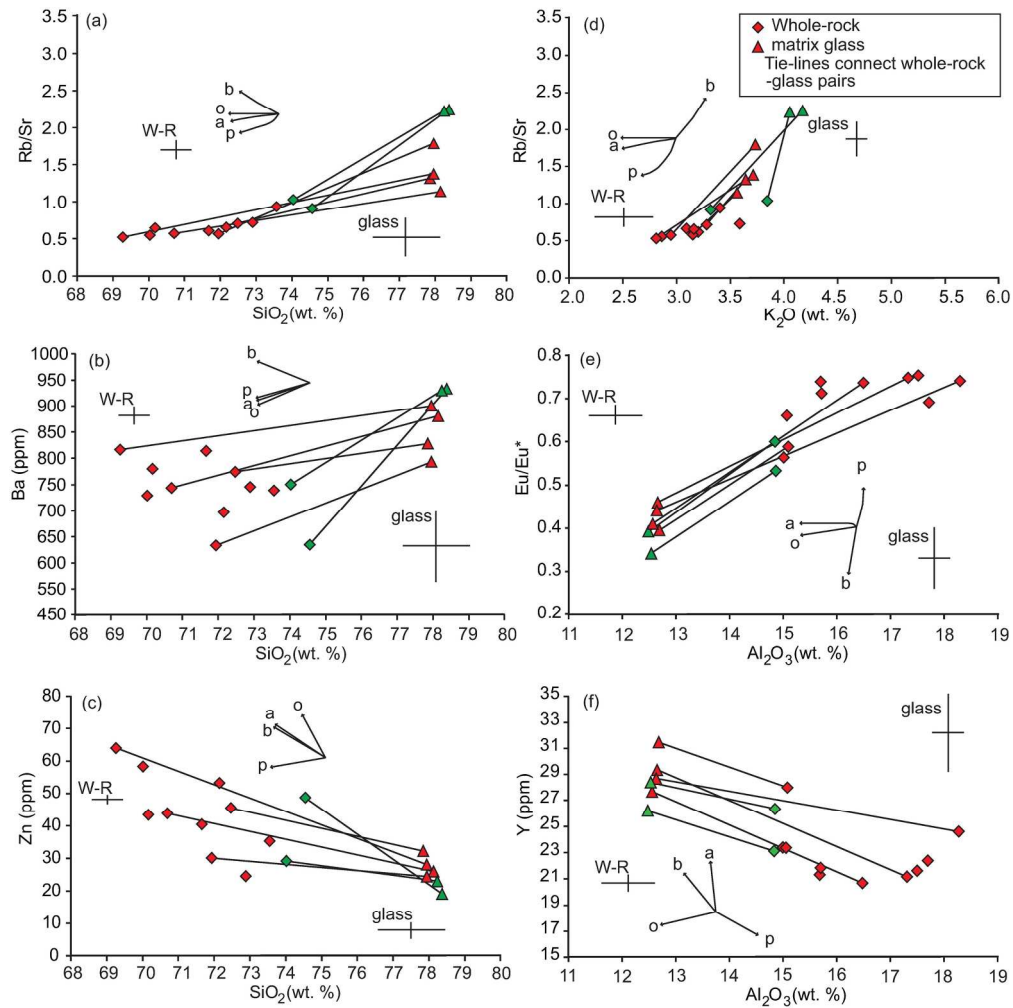 (a)
Rb/Sr
3.5
3.0
2.5
2.0
1.5
1.0
0.5
0.0
b
o
a
p
W-R
glass
68 69 70 71 72 73 74 75 76 77 78 79 80
SiO2(wt. %)
(d)
Rb/Sr
3.5
3.0
2.5
2.0
1.5
1.0
0.5
0.0
Whole-rock
matrix glass
Tie-lines connect whole-rock
-glass pairs
b
o
a
p
glass
W-R
2.0 2.5 3.0 3.5 4.0 4.5 5.0 5.5 6.0
K2O (wt. %)
(b)
Ba (ppm)
1000
950
900
850
800
750
700
650
600
550
500
450
b
p
a
o
W-R
glass
68 69 70 71 72 73 74 75 76 77 78 79 80
SiO2(wt. %)
(e)
Eu/Eu*
0.8
0.7
0.6
0.5
0.4
0.3
0.2
W-R
p
a
o
b
glass
11 12 13 14 15 16 17 18 19
Al2O3(wt. %)
(c)
Zn (ppm)
80
70
60
50
40
30
20
10
0
a
o
b
p
W-R
glass
68 69 70 71 72 73 74 75 76 77 78 79 80
SiO2(wt. %)
(f)
Y (ppm)
35
33
31
29
27
25
23
21
19
17
15
glass
W-R
a
b
o
p
11 12 13 14 15 16 17 18 19
Al2O3(wt. %)